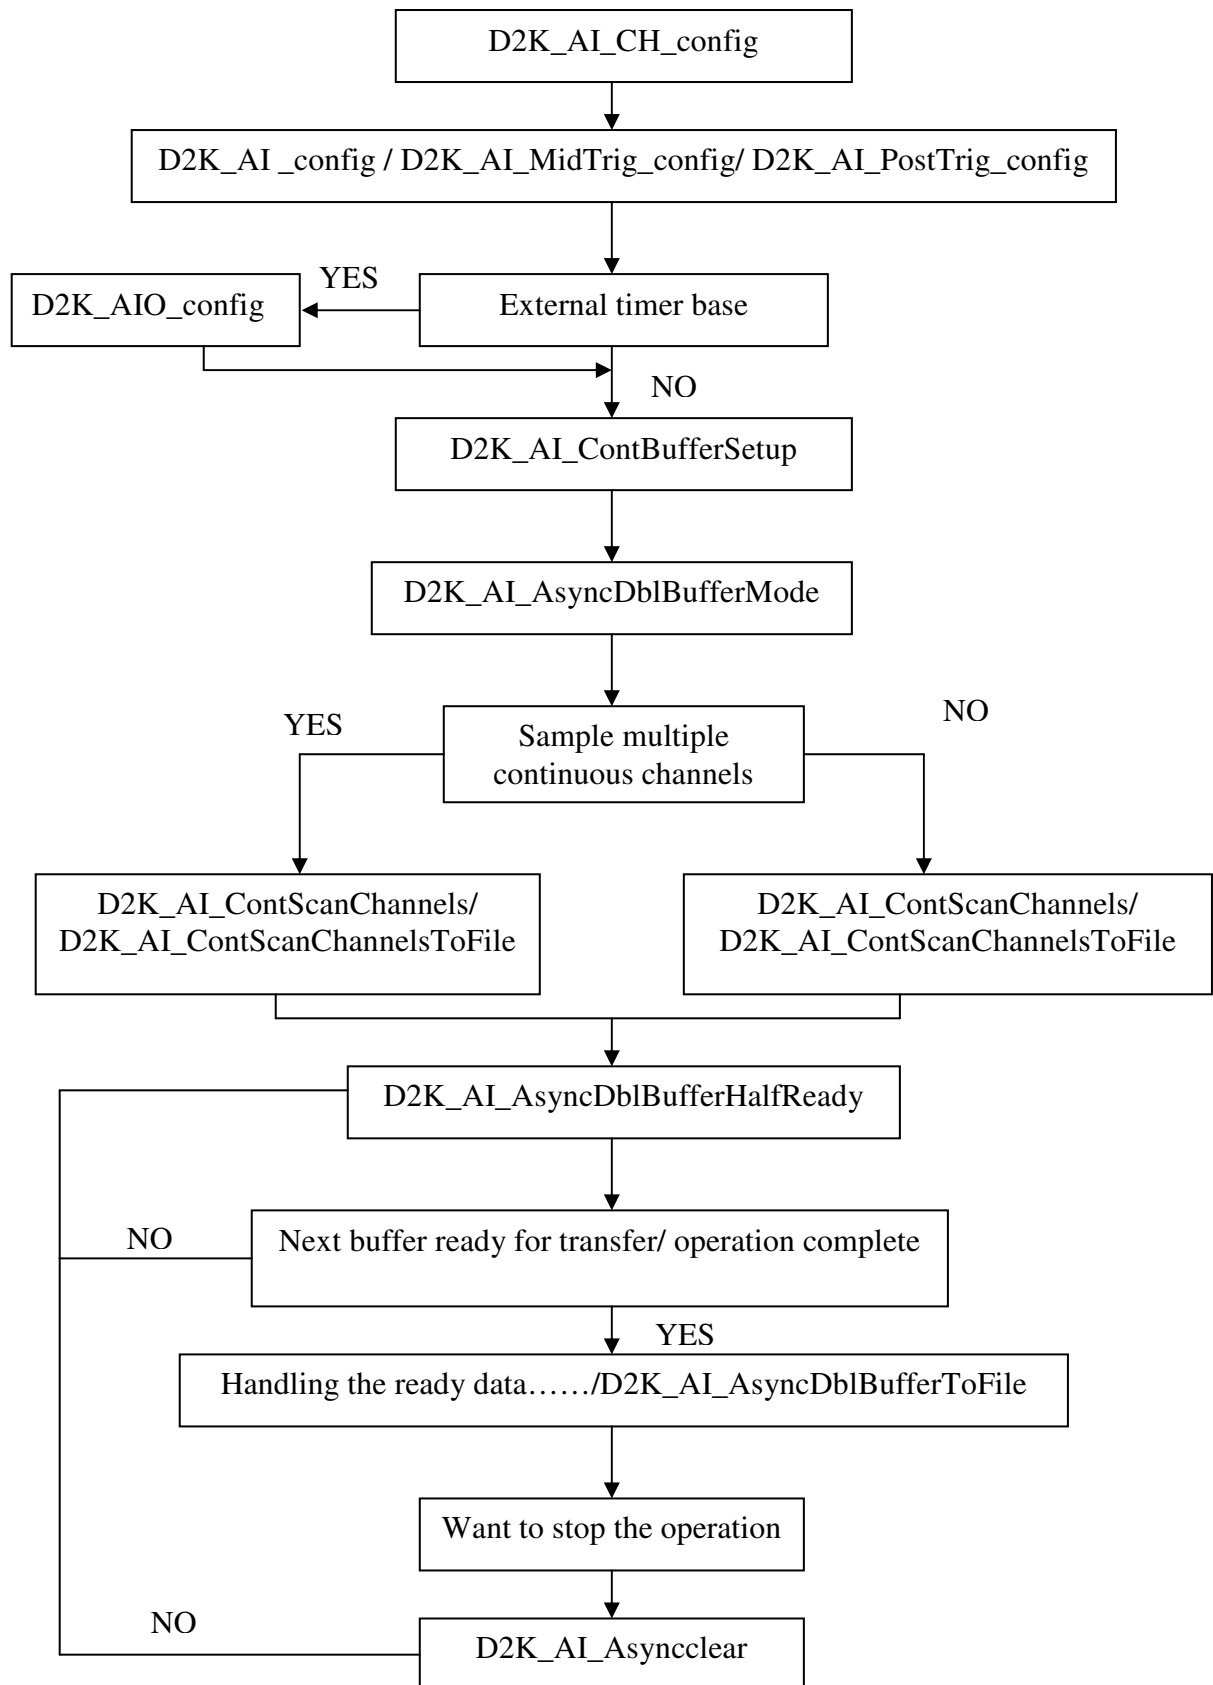 D2K_AI_CH_config
D2K_AI _config / D2K_AI_MidTrig_config/ D2K_AI_PostTrig_config
YES
D2K_AIO_config
External timer base
NO
D2K_AI_ContBufferSetup
D2K_AI_AsyncDblBufferMode
YES
NO
Sample multiple
continuous channels
D2K_AI_ContScanChannels/
D2K_AI_ContScanChannelsToFile
D2K_AI_ContScanChannels/
D2K_AI_ContScanChannelsToFile
D2K_AI_AsyncDblBufferHalfReady
NO
Next buffer ready for transfer/ operation complete
YES
Handling the ready data……/D2K_AI_AsyncDblBufferToFile
Want to stop the operation
NO
D2K_AI_Asyncclear